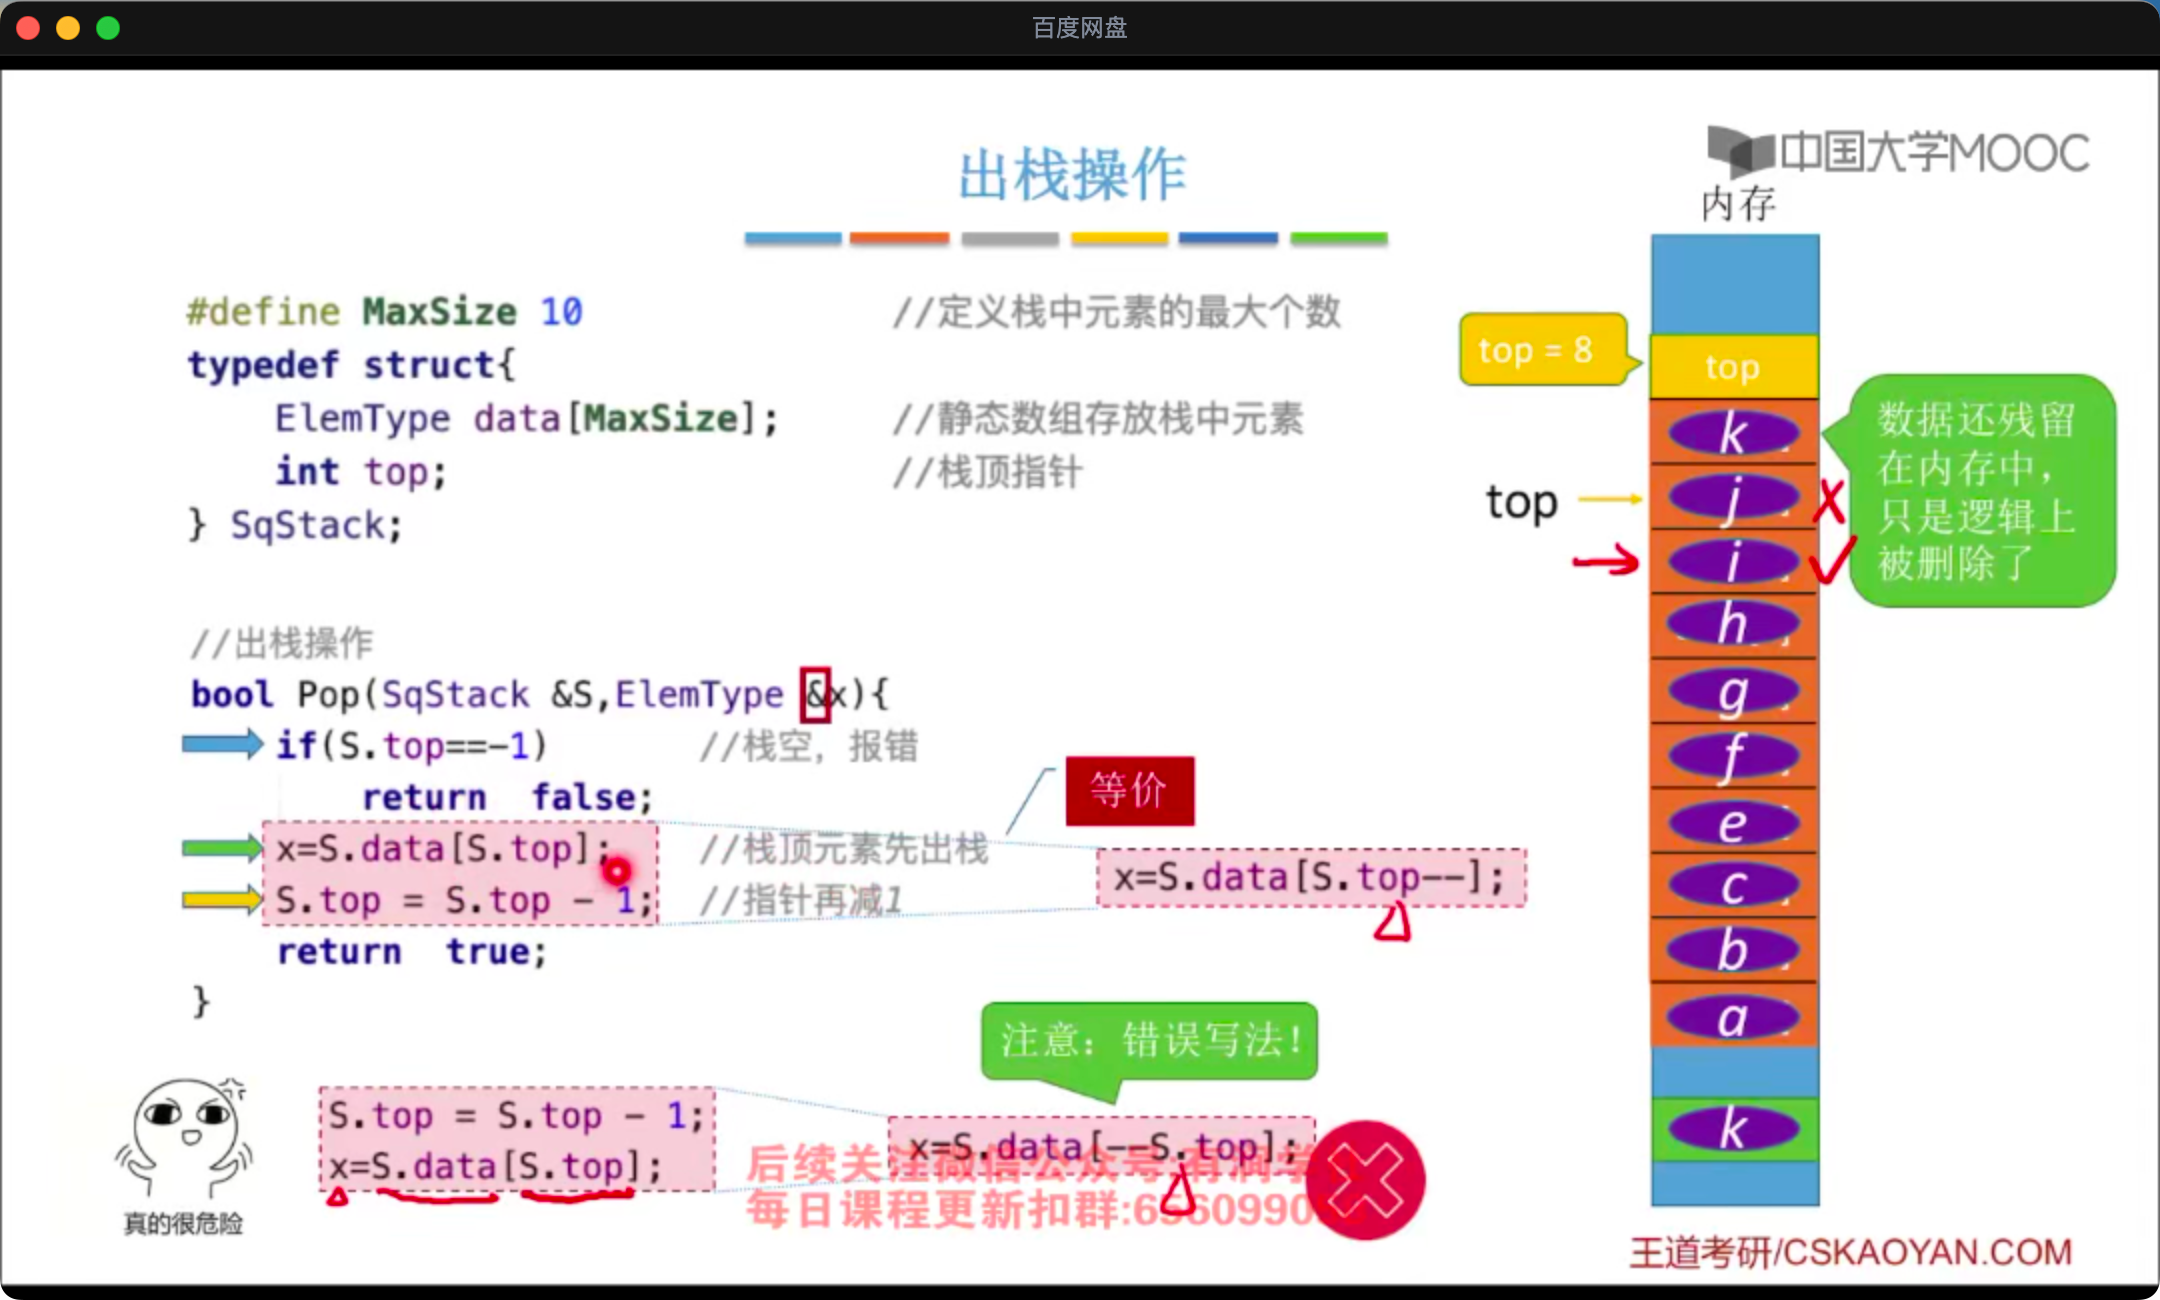 百度网盘
中国大学MOOC
出栈操作
内存
#define MaxSize 10 //定义栈中元素的最大个数
typedef struct{
ElemType data[MaxSize]; //静态数组存放栈中元素
int top; //栈顶指针
} SqStack;
//出栈操作
bool Pop(SqStack &S,ElemType &x){
if(S.top==-1) //栈空，报错
return false;
x=S.data[S.top]; //栈顶元素先出栈
S.top = S.top - 1; //指针再减1
return true;
}
等价
x=S.data[S.top--];
注意：错误写法！
S.top = S.top - 1;
x=S.data[S.top];
x=S.data[--S.top];
真的很危险
后续关注微信公众号:有
每日课程更新扣群:
top = 8
top
k
数据还残留
在内存中，
只是逻辑上
被删除了
top
j
i
h
g
f
e
c
b
a
k
王道考研/CSKAOYAN.COM